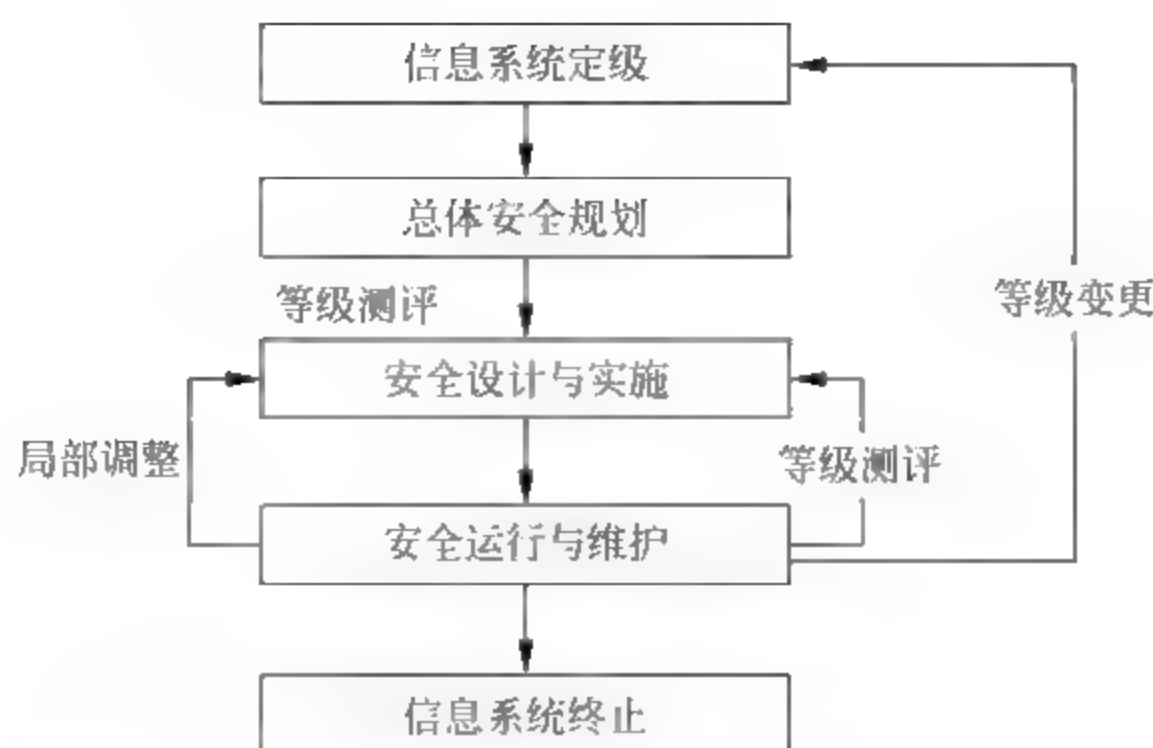 信息系统定级
总体安全规划
等级测评
等级变更
安全设计与实施
局部调整
等级测评
安全运行与维护
信息系统终止